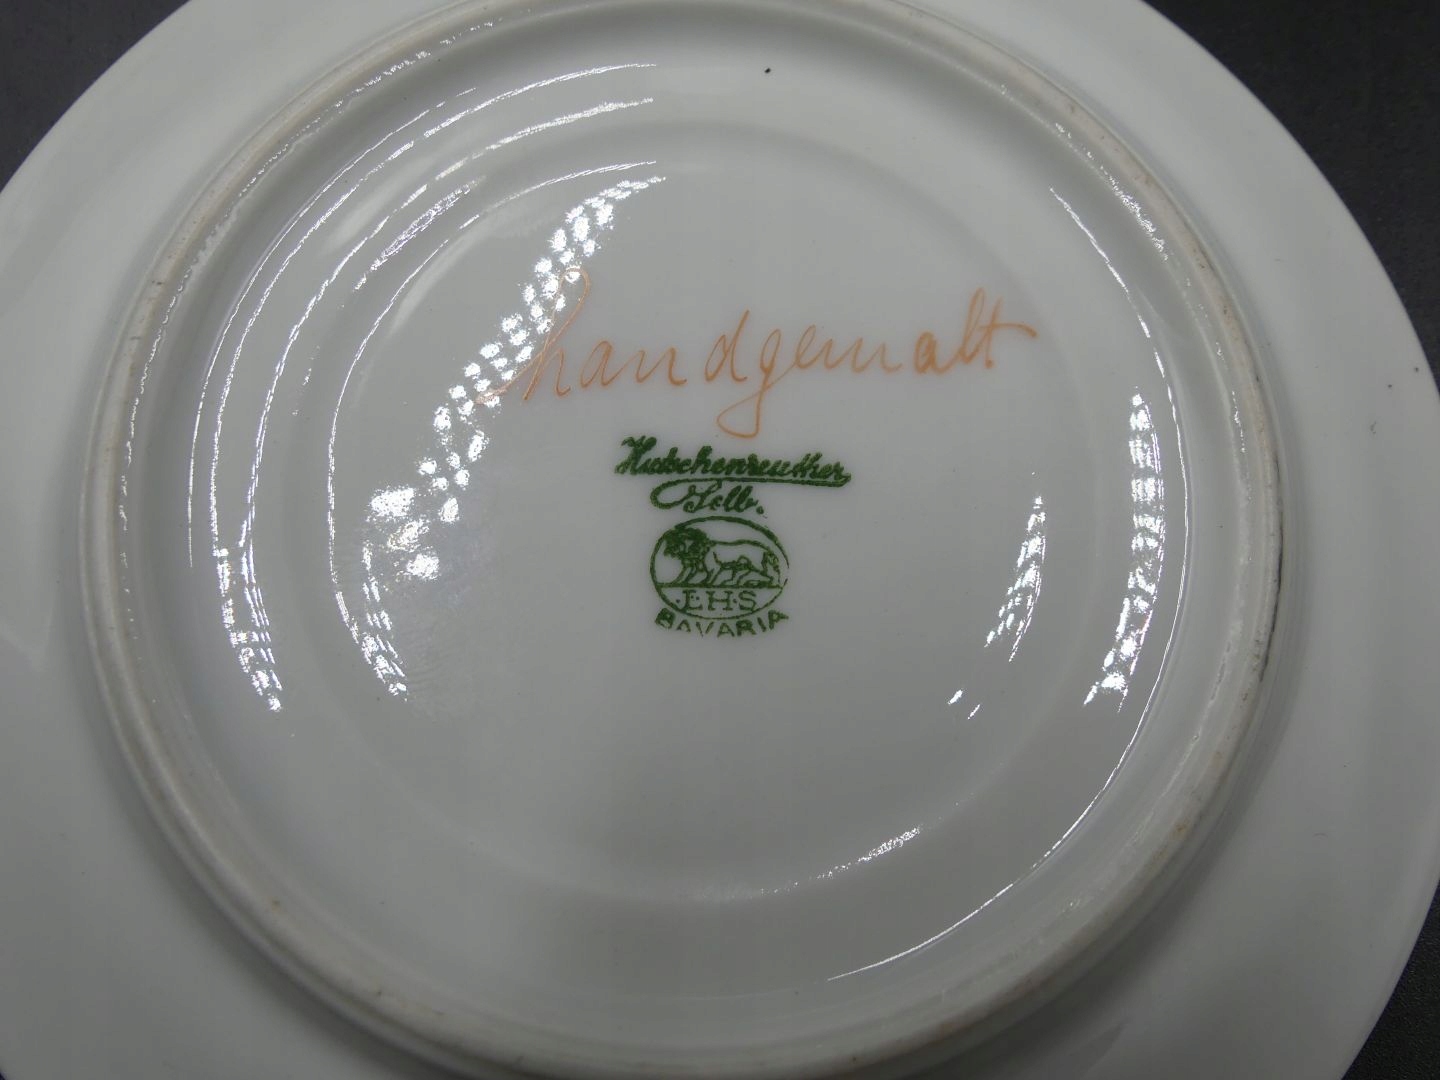 handgemalt
Hutschenreuther
Selb.
L·H·S
BAVARIA